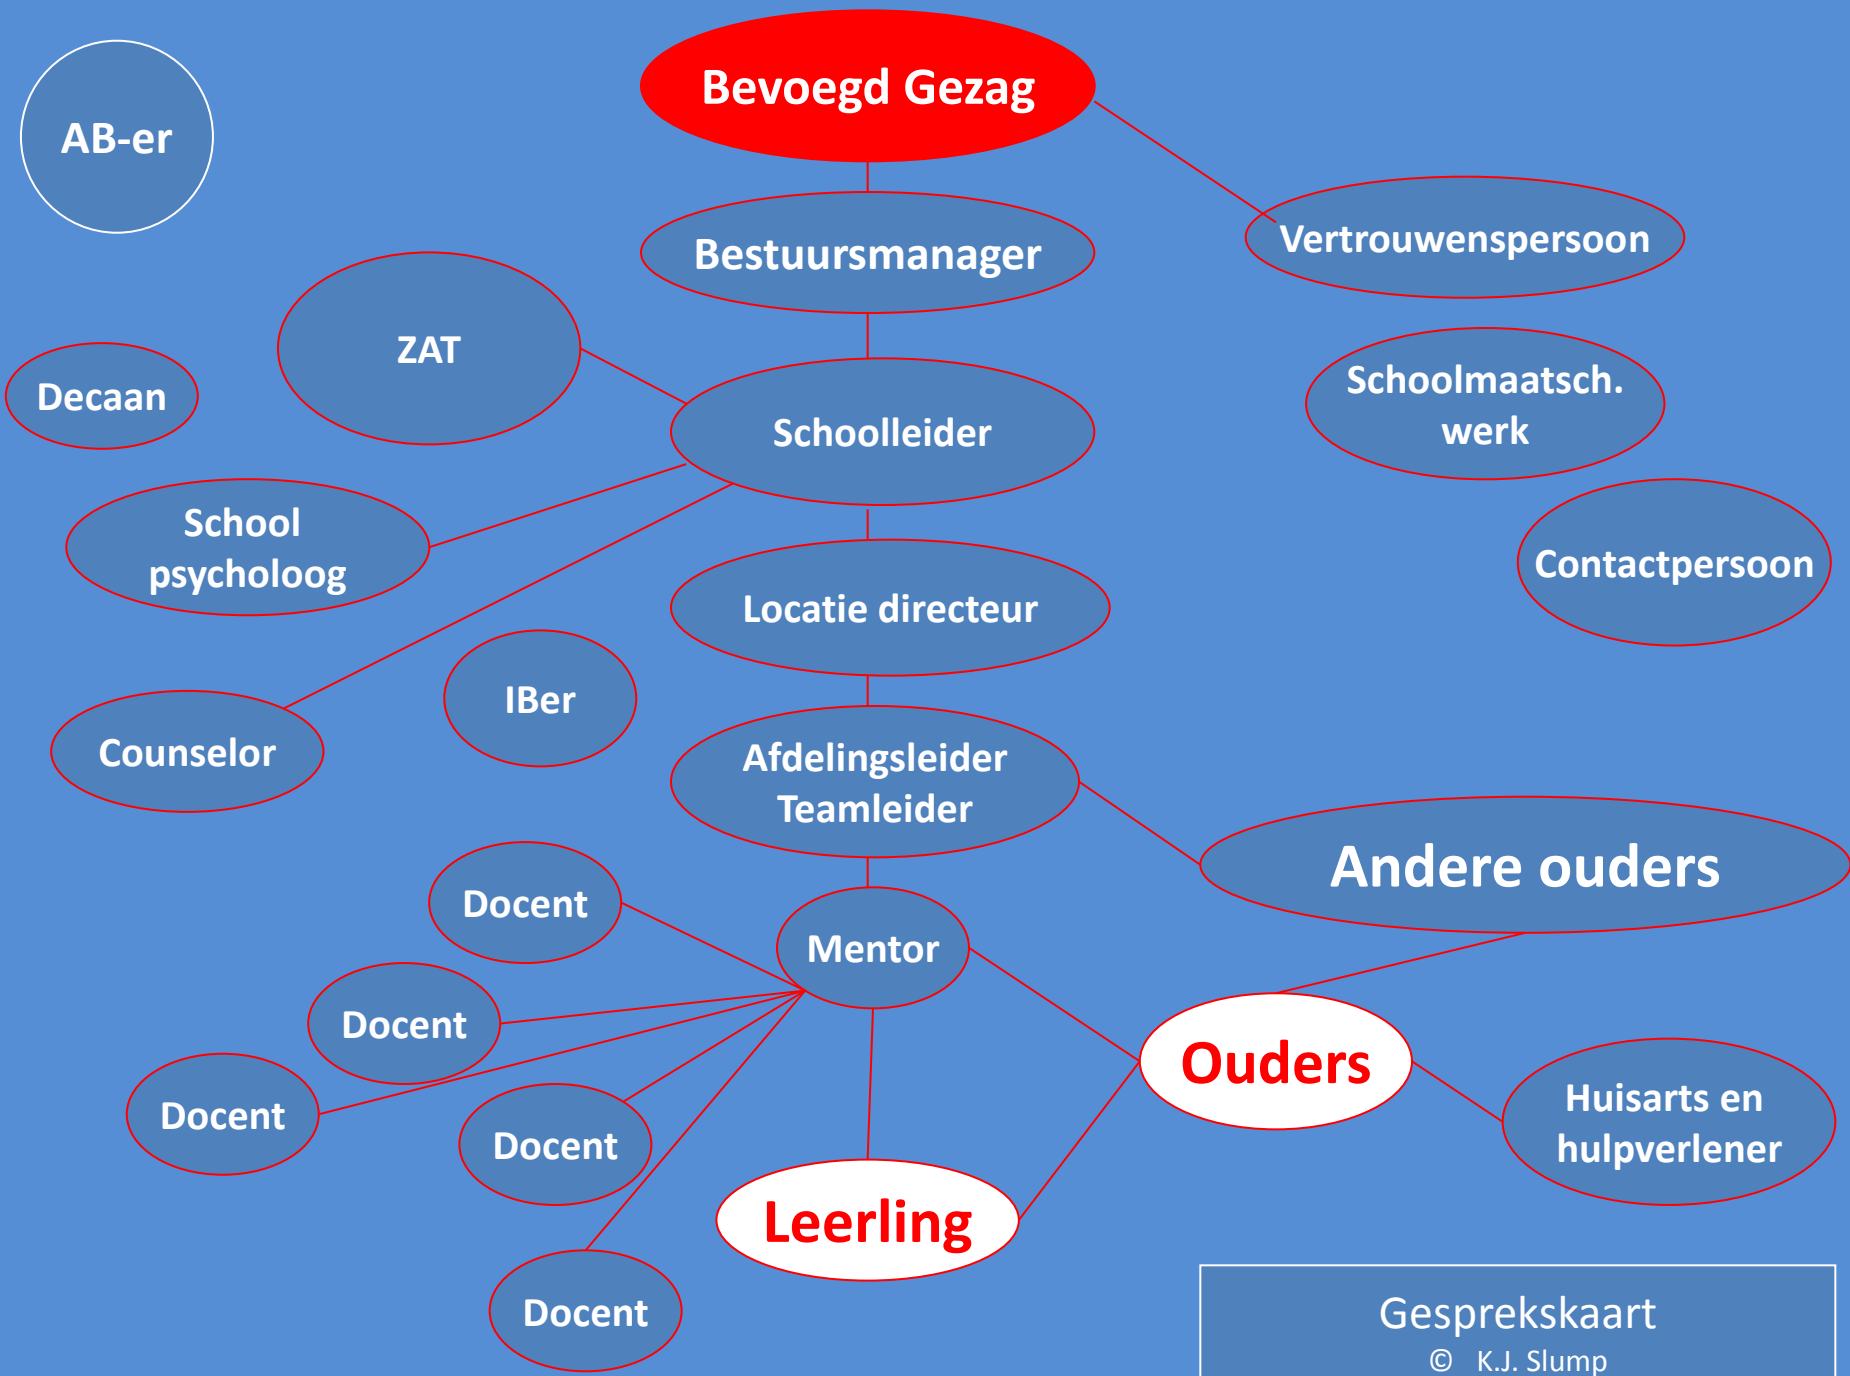 Bevoegd Gezag
AB-er
Vertrouwenspersoon
Bestuursmanager
ZAT
Decaan
Schoolmaatsch.
werk
Schoolleider
School
psycholoog
Contactpersoon
Locatie directeur
IBer
Counselor
Afdelingsleider
Teamleider
Andere ouders
Docent
Mentor
Docent
Ouders
Docent
Docent
Huisarts en
hulpverlener
Leerling
Docent
Gesprekskaart
© K.J. Slump